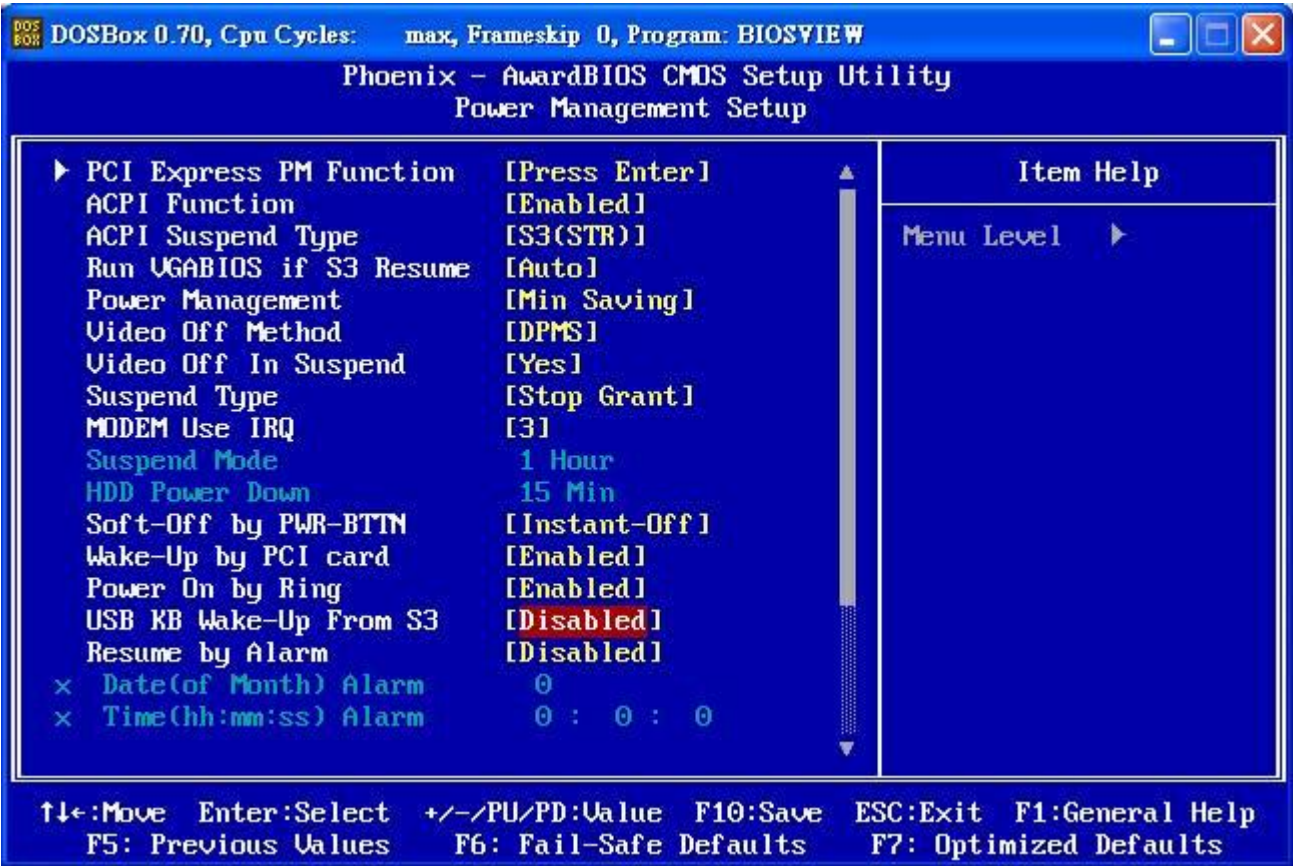 DOSBox 0.70, Cpu Cycles: max, Frameskip 0, Program: BIOSVIEW
Phoenix - AwardBIOS CMOS Setup Utility
Power Management Setup
▶ PCI Express PM Function [Press Enter]
ACPI Function [Enabled]
ACPI Suspend Type [S3(STR)]
Run VGABIOS if S3 Resume [Auto]
Power Management [Min Saving]
Video Off Method [DPMS]
Video Off In Suspend [Yes]
Suspend Type [Stop Grant]
MODEM Use IRQ [3]
Suspend Mode 1 Hour
HDD Power Down 15 Min
Soft-Off by PWR-BTTN [Instant-Off]
Wake-Up by PCI card [Enabled]
Power On by Ring [Enabled]
USB KB Wake-Up From S3 [Disabled]
Resume by Alarm [Disabled]
x Date(of Month) Alarm 0
x Time(hh:mm:ss) Alarm 0 : 0 : 0
Item Help
Menu Level ▶
↑↓←:Move Enter:Select +/-/PU/PD:Value F10:Save ESC:Exit F1:General Help
F5: Previous Values F6: Fail-Safe Defaults F7: Optimized Defaults